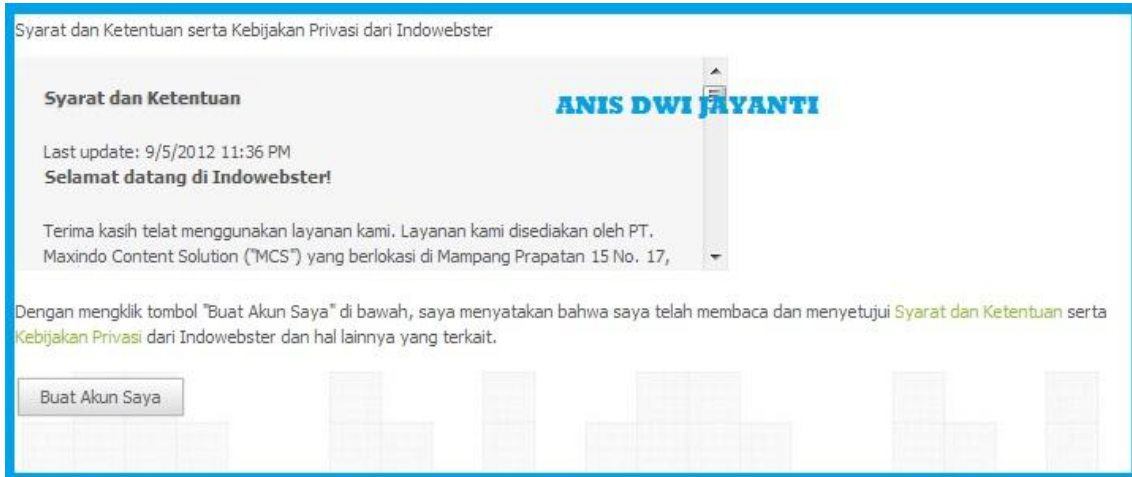 Syarat dan Ketentuan serta Kebijakan Privasi dari Indowebster
Syarat dan Ketentuan
ANIS DWI JAYANTI
Last update: 9/5/2012 11:36 PM
Selamat datang di Indowebster!
Terima kasih telat menggunakan layanan kami. Layanan kami disediakan oleh PT.
Maxindo Content Solution ("MCS") yang berlokasi di Mampang Prapatan 15 No. 17,
Dengan mengklik tombol "Buat Akun Saya" di bawah, saya menyatakan bahwa saya telah membaca dan menyetujui Syarat dan Ketentuan serta
Kebijakan Privasi dari Indowebster dan hal lainnya yang terkait.
Buat Akun Saya